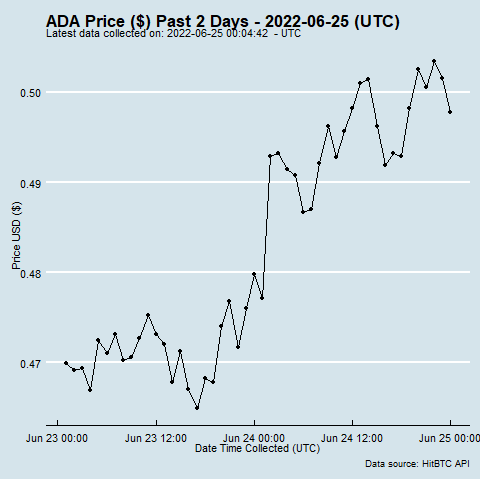 ADA Price ($) Past 2 Days - 2022-06-25 (UTC)
Latest data collected on: 2022-06-25 00:04:42 - UTC
0.50
0.49
0.48
0.47
Price USD ($)
Jun 23 00:00
Jun 23 12:00
Jun 24 00:00
Jun 24 12:00
Jun 25 00:00
Date Time Collected (UTC)
Data source: HitBTC API